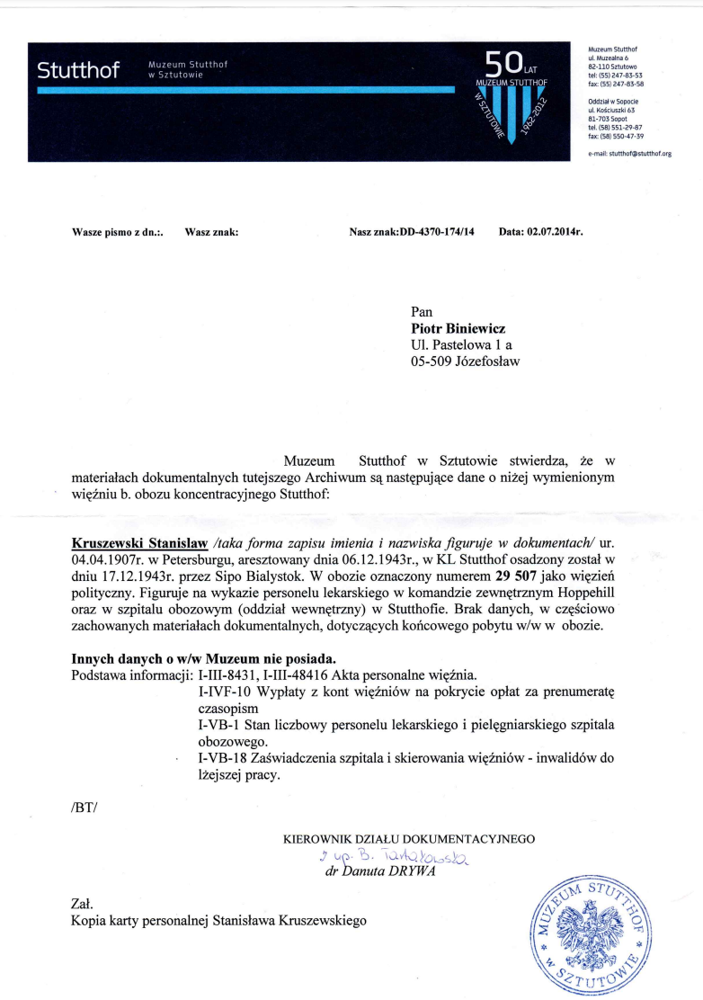 Stutthof
Muzeum Stutthof
w Sztutowie
50 LAT
MUZEUM STUTTHOF
W SZTUTOWIE
1962-2012
Muzeum Stutthof
ul. Muzealna 6
82-110 Sztutowo
tel: (55) 247-83-53
fax: (55) 247-83-58
Oddział w Sopocie
ul. Kościuszki 63
81-703 Sopot
tel. (58) 551-29-87
fax: (58) 550-47-39
e-mail: stutthof@stutthof.org
Wasze pismo z dn.:. Wasz znak: Nasz znak:DD-4370-174/14 Data: 02.07.2014r.
Pan
Piotr Biniewicz
Ul. Pastelowa 1 a
05-509 Józefosław
Muzeum Stutthof w Sztutowie stwierdza, że w
materiałach dokumentalnych tutejszego Archiwum są następujące dane o niżej wymienionym
więźniu b. obozu koncentracyjnego Stutthof:
Kruszewski Stanislaw /taka forma zapisu imienia i nazwiska figuruje w dokumentach/ ur.
04.04.1907r. w Petersburgu, aresztowany dnia 06.12.1943r., w KL Stutthof osadzony został w
dniu 17.12.1943r. przez Sipo Bialystok. W obozie oznaczony numerem 29 507 jako więzień
polityczny. Figuruje na wykazie personelu lekarskiego w komandzie zewnętrznym Hoppehill
oraz w szpitalu obozowym (oddział wewnętrzny) w Stutthofie. Brak danych, w częściowo
zachowanych materiałach dokumentalnych, dotyczących końcowego pobytu w/w w obozie.
Innych danych o w/w Muzeum nie posiada.
Podstawa informacji: I-III-8431, I-III-48416 Akta personalne więźnia.
I-IVF-10 Wypłaty z kont więźniów na pokrycie opłat za prenumeratę
czasopism
I-VB-1 Stan liczbowy personelu lekarskiego i pielęgniarskiego szpitala
obozowego.
I-VB-18 Zaświadczenia szpitala i skierowania więźniów - inwalidów do
lżejszej pracy.
/BT/
KIEROWNIK DZIAŁU DOKUMENTACYJNEGO
up. B.
dr Danuta DRYWA
Zał.
Kopia karty personalnej Stanisława Kruszewskiego
MUZEUM STUTTHOF
w SZTUTOWIE